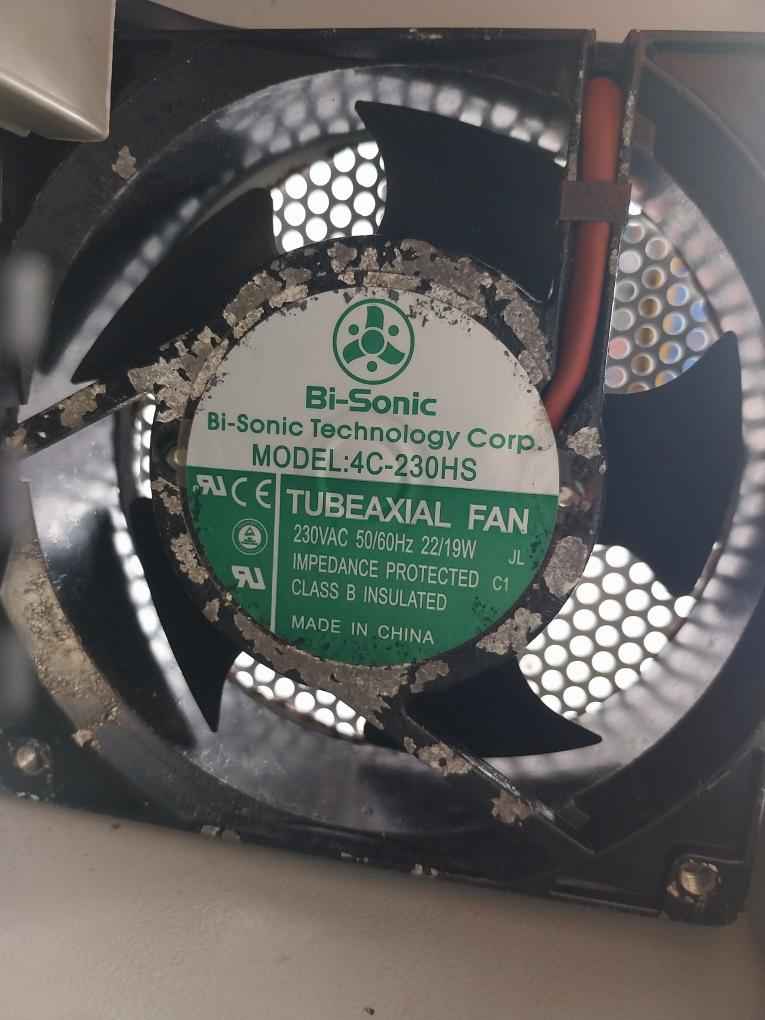 Bi-Sonic
Bi-Sonic Technology Corp.
MODEL:4C-230HS
CE
TUBEAXIAL FAN
230VAC 50/60Hz 22/19W
JL
IMPEDANCE PROTECTED
C1
CLASS B INSULATED
MADE IN CHINA